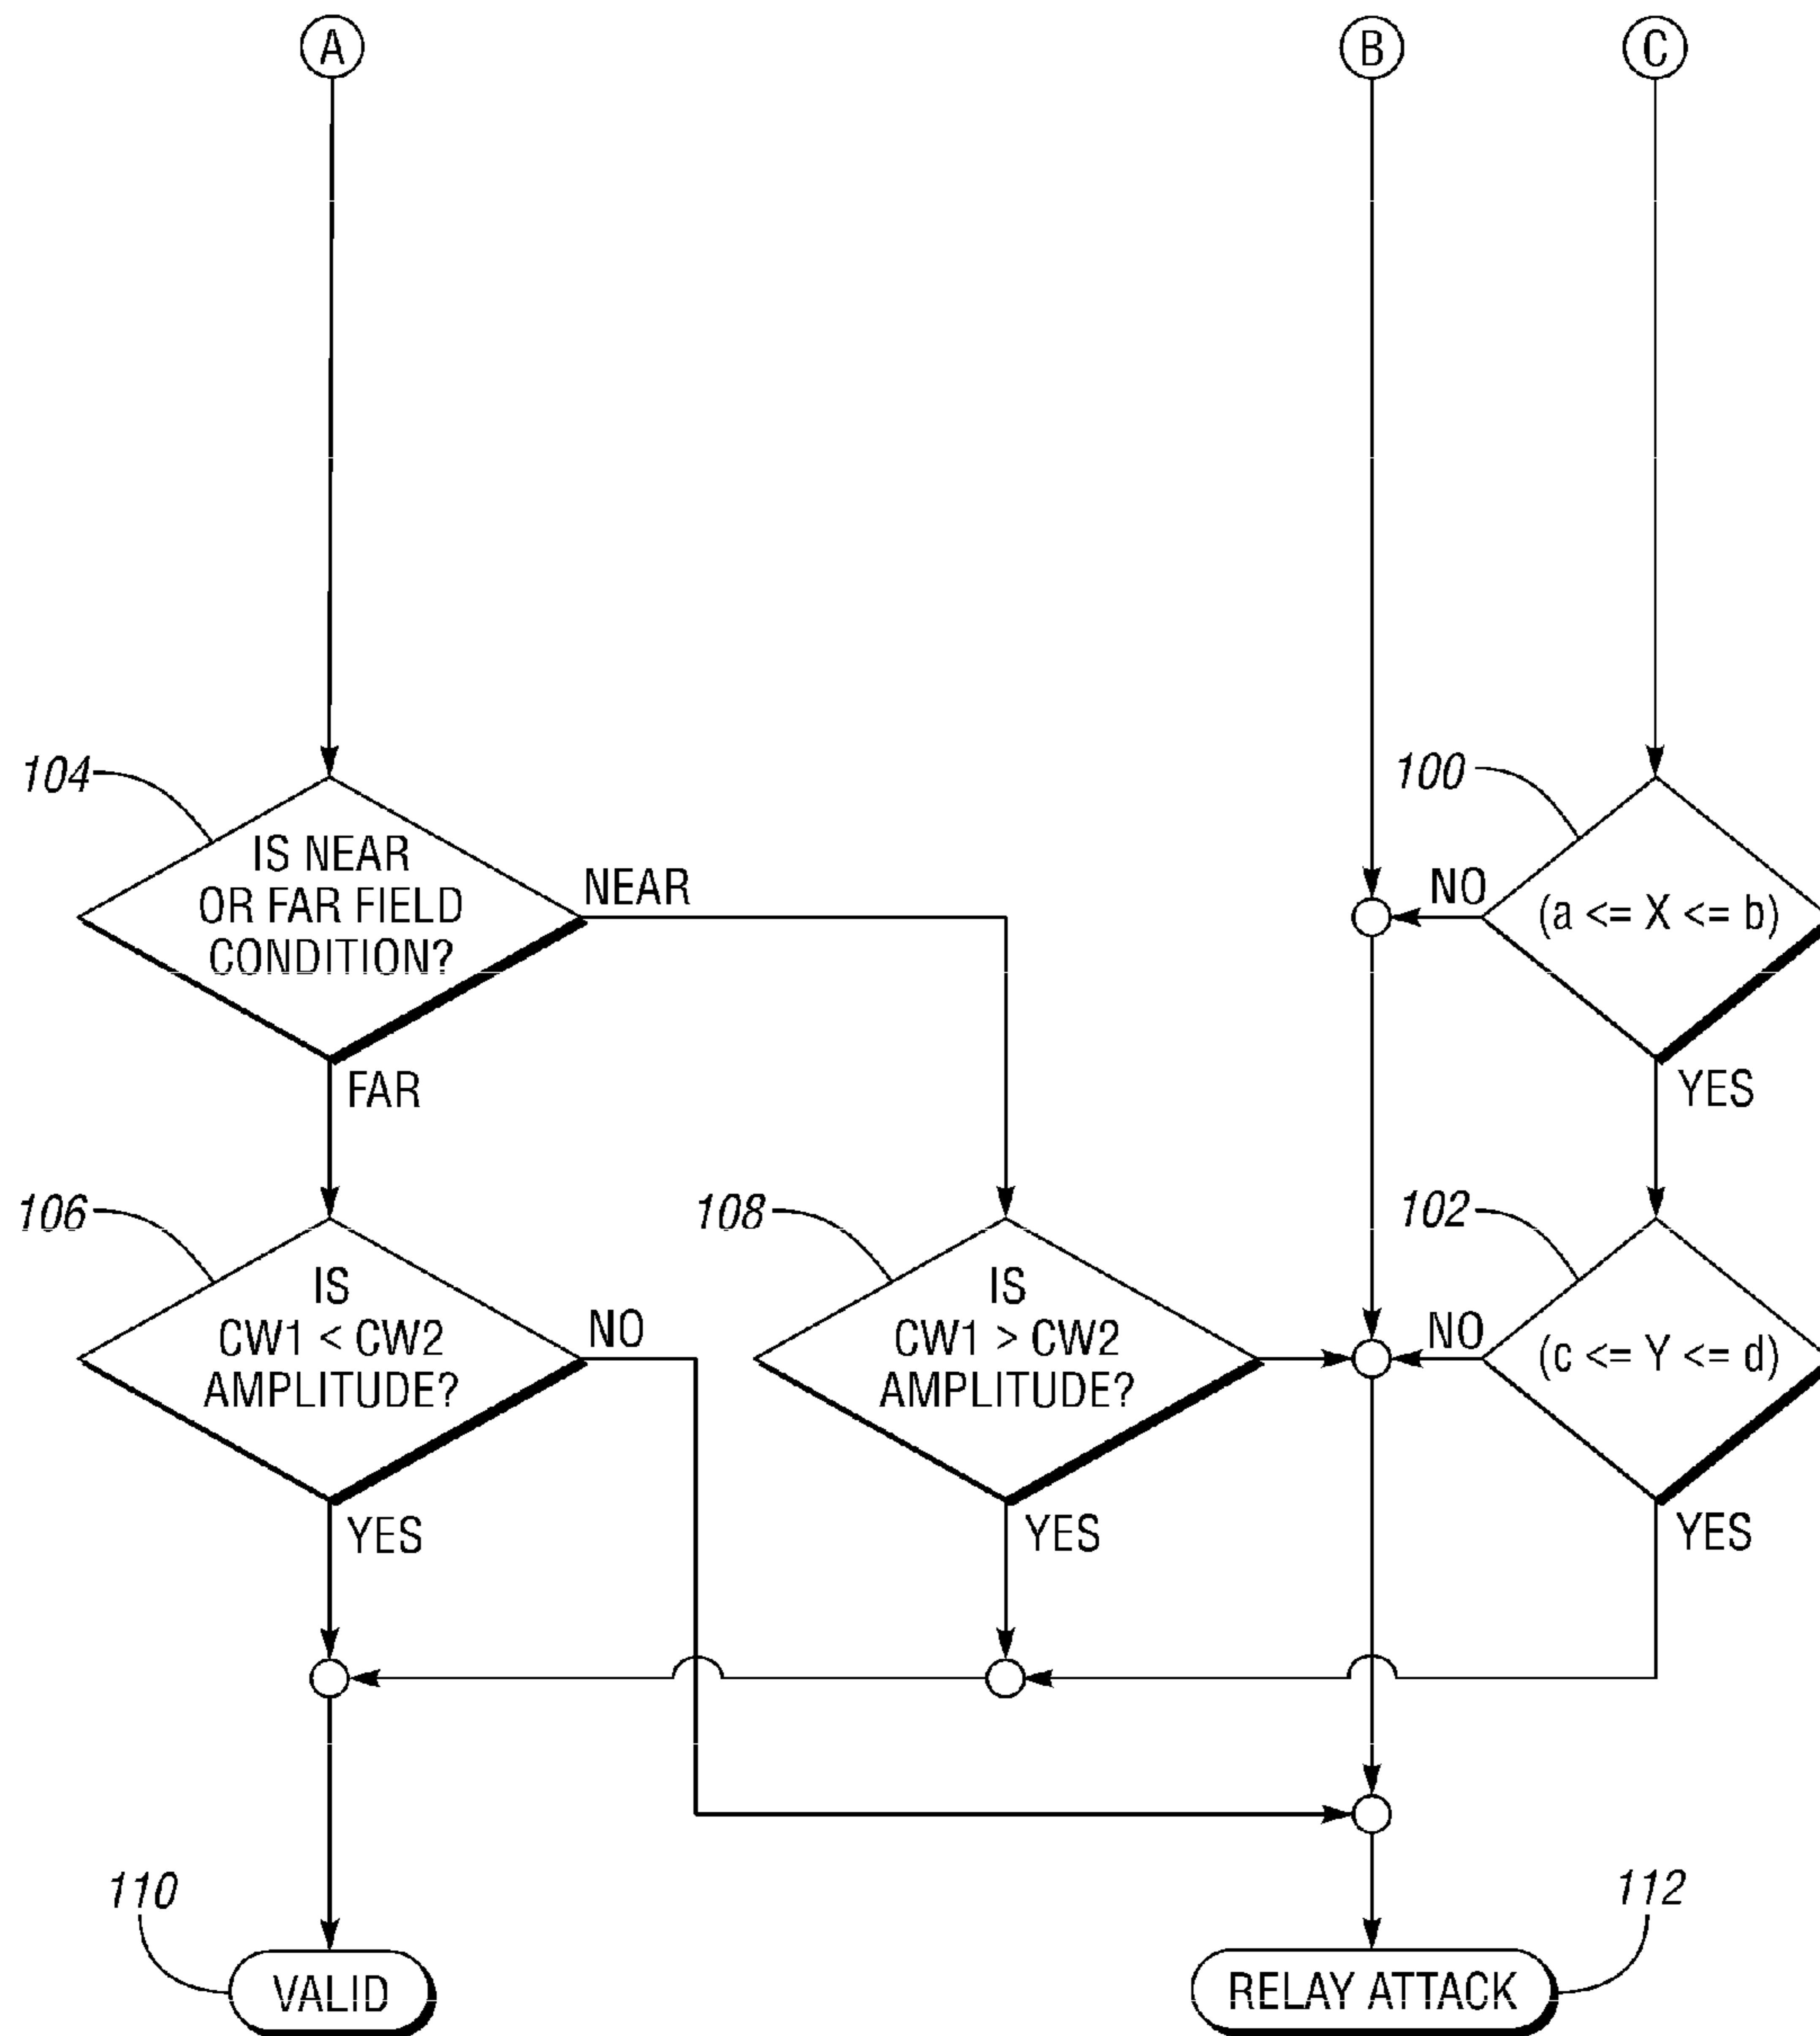 A
B
C
104
100
IS NEAR
OR FAR FIELD
CONDITION?
NEAR
NO
(a <= X <= b)
FAR
YES
106
108
102
IS
CW1 < CW2
AMPLITUDE?
NO
IS
CW1 > CW2
AMPLITUDE?
NO
(c <= Y <= d)
YES
YES
YES
110
112
VALID
RELAY ATTACK